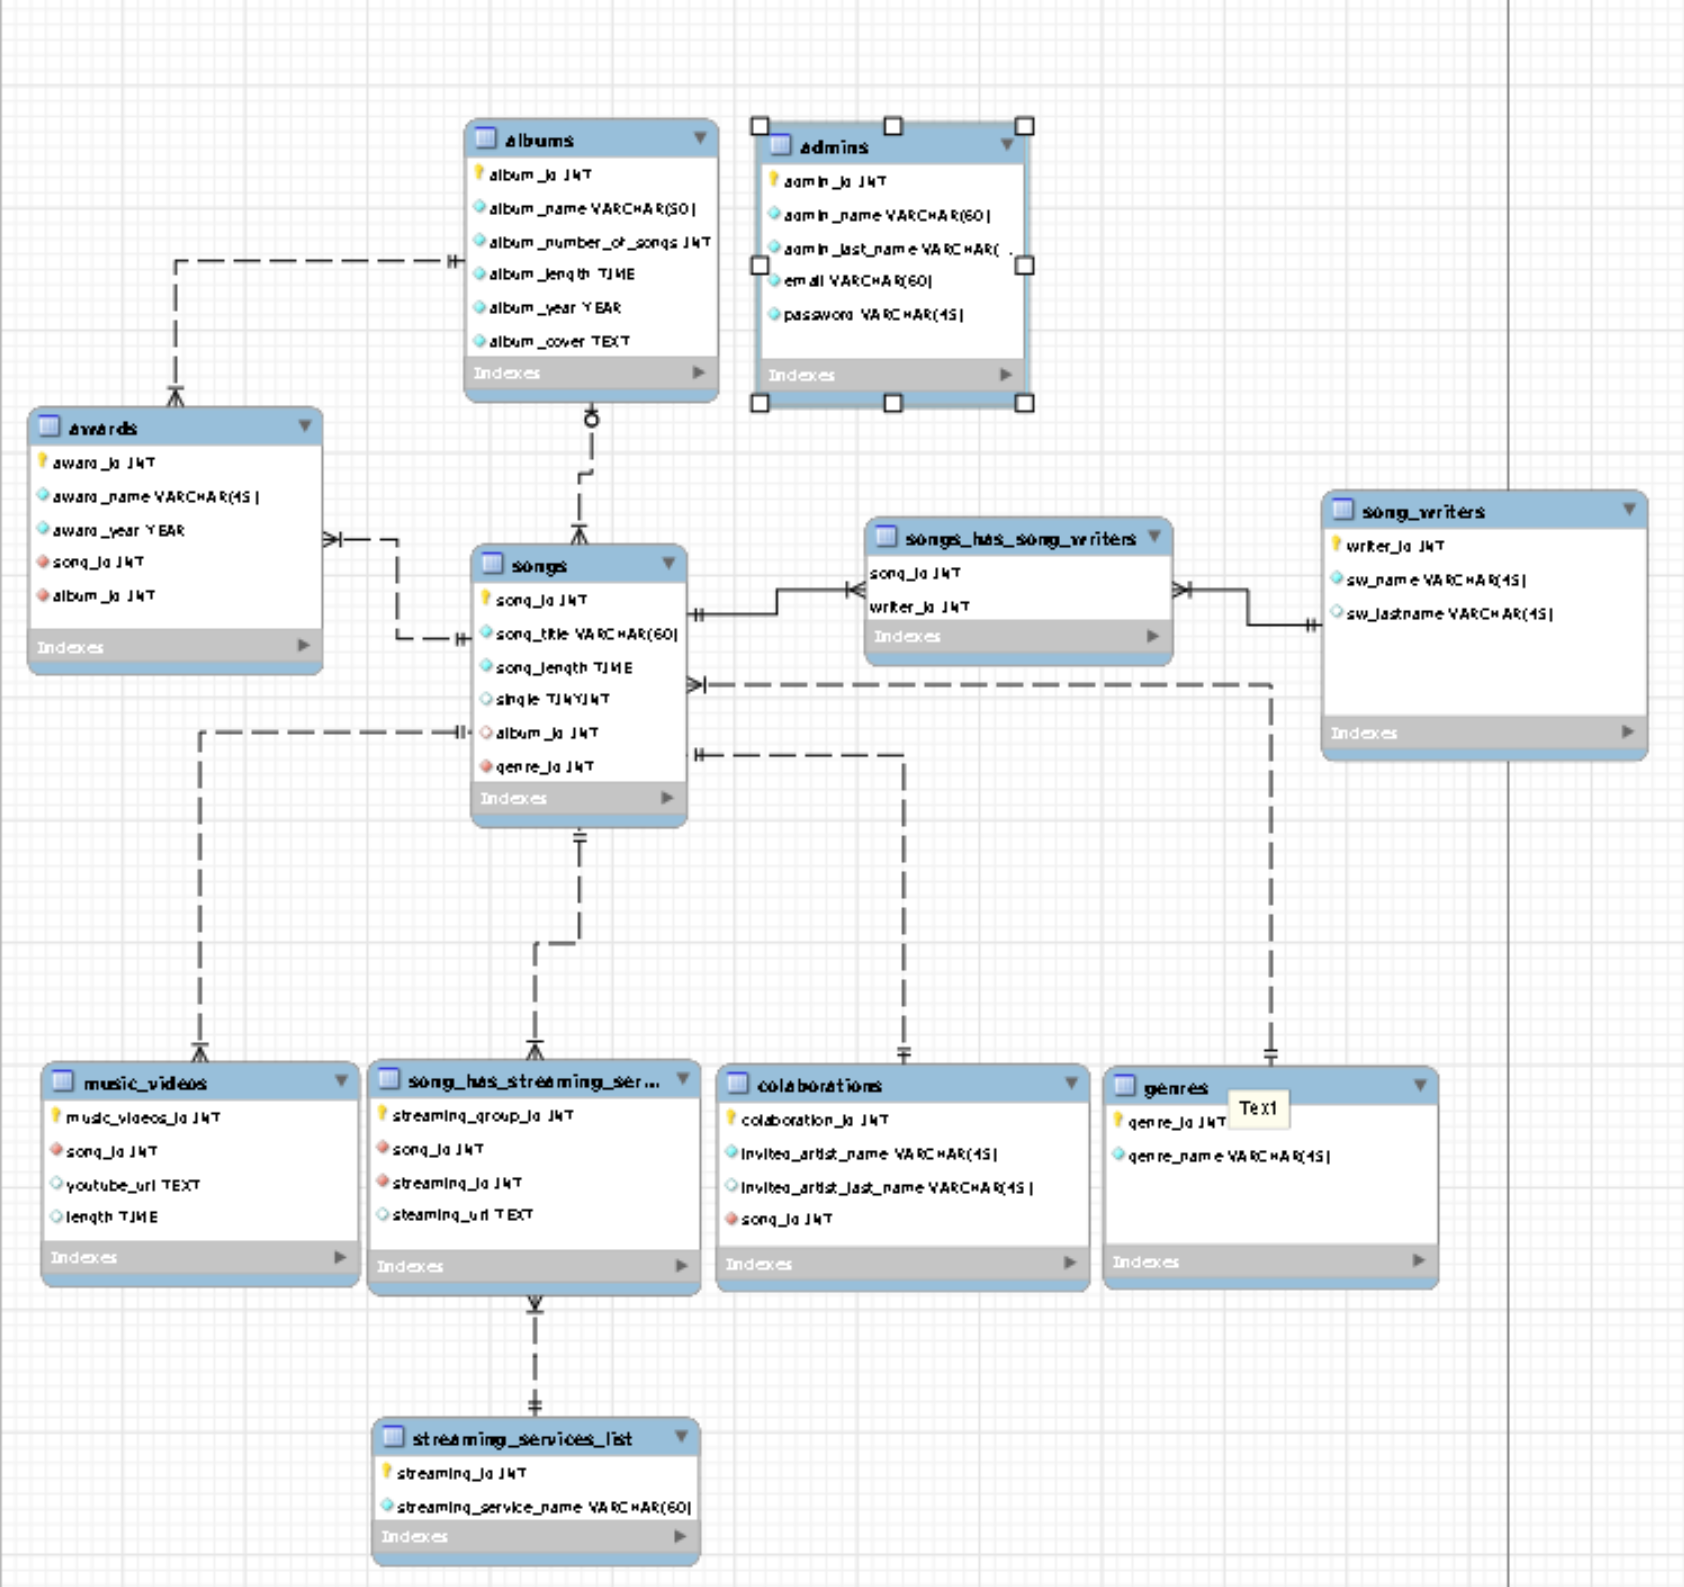 albums
album_id INT
album_name VARCHAR(50)
album_number_of_songs INT
album_length TIME
album_year YEAR
album_cover TEXT
Indexes
admins
admin_id INT
admin_name VARCHAR(60)
admin_last_name VARCHAR(...
email VARCHAR(60)
password VARCHAR(45)
Indexes
awards
award_id INT
award_name VARCHAR(45)
award_year YEAR
song_id INT
album_id INT
Indexes
songs
song_id INT
song_title VARCHAR(60)
song_length TIME
single TINYINT
album_id INT
genre_id INT
Indexes
songs_has_song_writers
song_id INT
writer_id INT
Indexes
song_writers
writer_id INT
sw_name VARCHAR(45)
sw_lastname VARCHAR(45)
Indexes
music_videos
music_videos_id INT
song_id INT
youtube_url TEXT
length TIME
Indexes
song_has_streaming_ser...
streaming_group_id INT
song_id INT
streaming_id INT
steaming_url TEXT
Indexes
colaborations
colaboration_id INT
invited_artist_name VARCHAR(45)
invited_artist_last_name VARCHAR(45)
song_id INT
Indexes
genres
Text
genre_id INT
genre_name VARCHAR(45)
Indexes
streaming_services_list
streaming_id INT
streaming_service_name VARCHAR(60)
Indexes